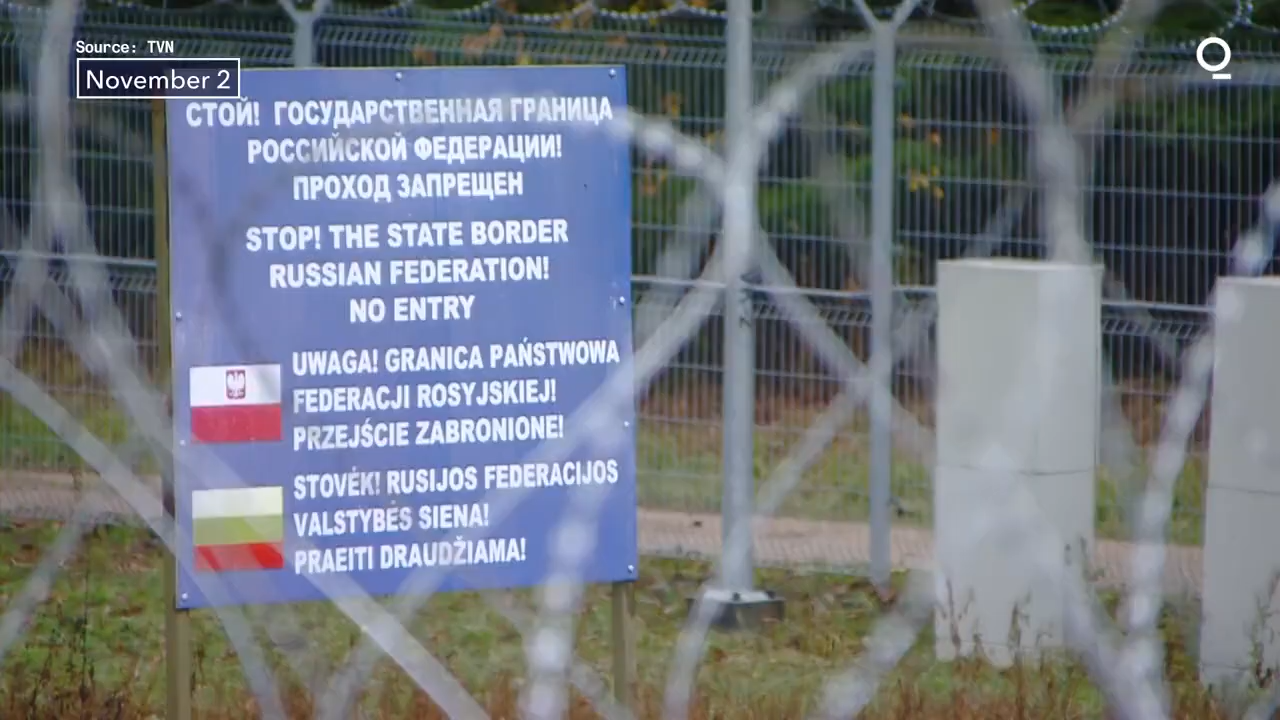 Source: TVN
November 2
СТОЙ! ГОСУДАРСТВЕННАЯ ГРАНИЦА
РОССИЙСКОЙ ФЕДЕРАЦИИ!
ПРОХОД ЗАПРЕЩЕН
STOP! THE STATE BORDER
RUSSIAN FEDERATION!
NO ENTRY
UWAGA! GRANICA PAŃSTWOWA
FEDERACJI ROSYJSKIEJ!
PRZEJŚCIE ZABRONIONE!
STOVĖK! RUSIJOS FEDERACIJOS
VALSTYBĖS SIENA!
PRAEITI DRAUDŽIAMA!